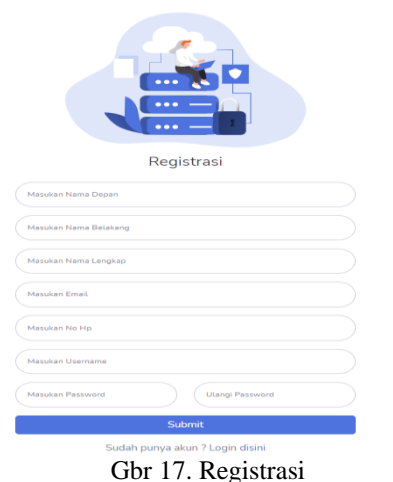 Registrasi
Masukan Nama Depan
Masukan Nama Belakang
Masukan Nama Lengkap
Masukan Email
Masukan No Hp
Masukan Username
Masukan Password Ulangi Password
Submit
Sudah punya akun ? Login disini
Gbr 17. Registrasi